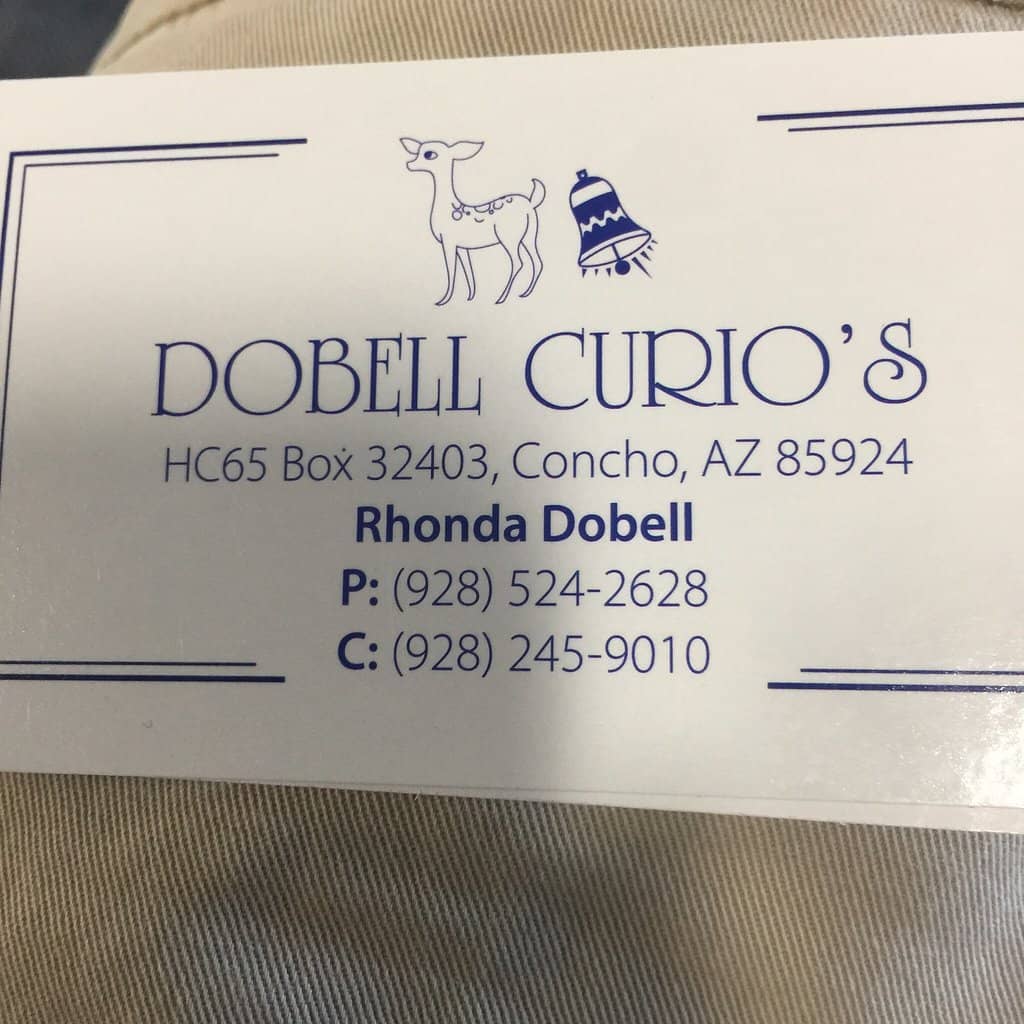 DOBELL CURIO'S
HC65 Box 32403, Concho, AZ 85924
Rhonda Dobell
P: (928) 524-2628
C: (928) 245-9010